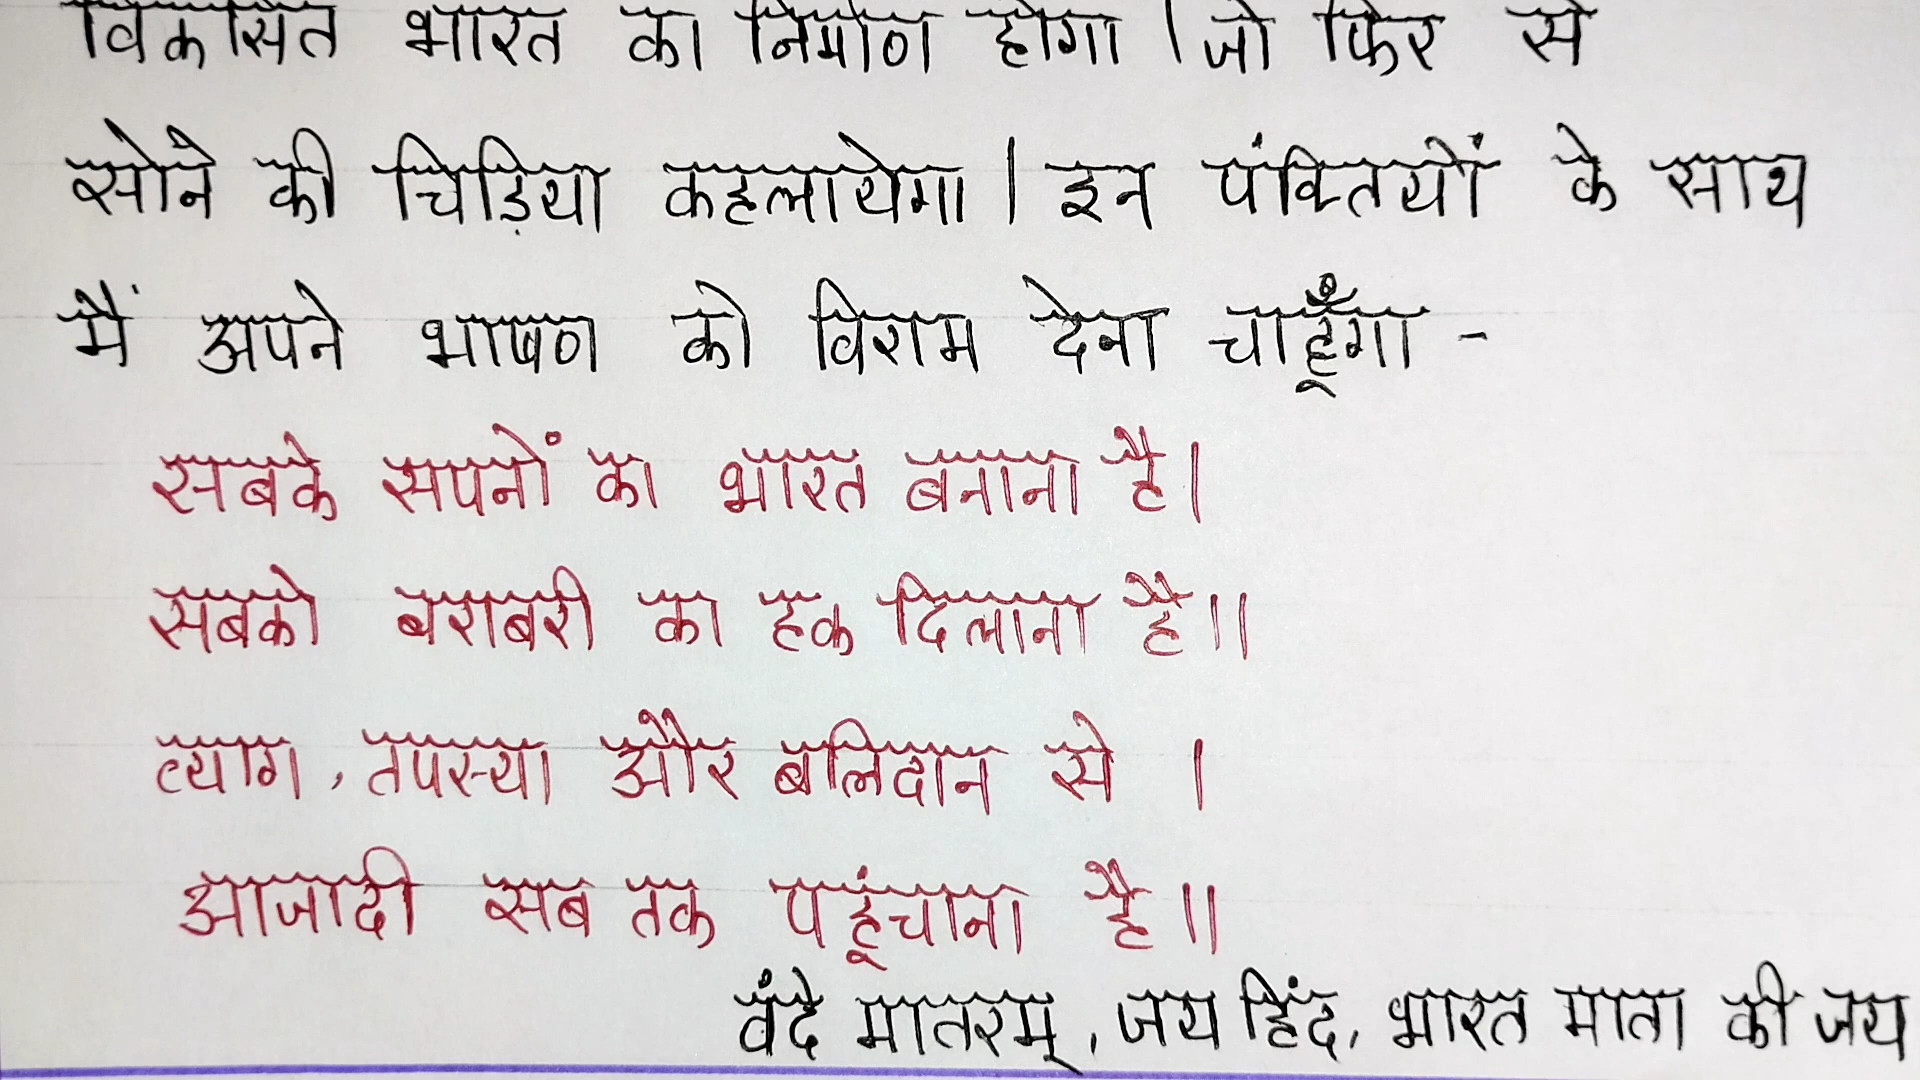 विकसित भारत का निर्माण होगा । जो फिर से
सोने की चिड़िया कहलायेगा । इन पंक्तियों के साथ
मैं अपने भाषण को विराम देना चाहूँगा -
सबके सपनों का भारत बनाना है।
सबको बराबरी का हक दिलाना है॥
त्याग, तपस्या और बलिदान से ।
आजादी सब तक पहूंचाना है ॥
वंदे मातरम्, जय हिंद, भारत माता की जय